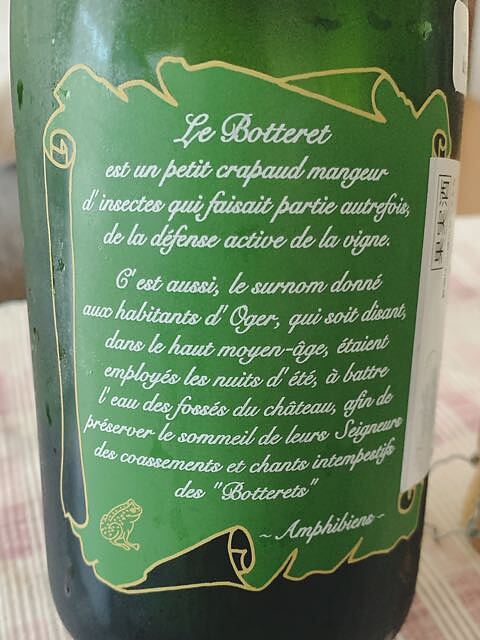 Le Botteret
est un petit crapaud mangeur
d'insectes qui faisait partie autrefois,
de la défense active de la vigne.
C'est aussi, le surnom donné
aux habitants d'Oger, qui soit disant,
dans le haut moyen-âge, étaient
employés les nuits d'été, à battre
l'eau des fossés du château, afin de
préserver le sommeil de leurs Seigneurs
des coassements et chants intempestifs
des "Botterets"
~ Amphibiens ~